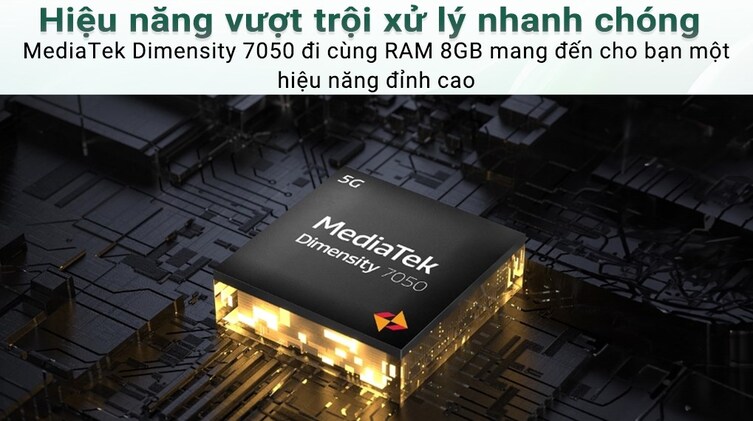 Hiệu năng vượt trội xử lý nhanh chóng
MediaTek Dimensity 7050 đi cùng RAM 8GB mang đến cho bạn một
hiệu năng đỉnh cao
5G
MediaTek
Dimensity 7050